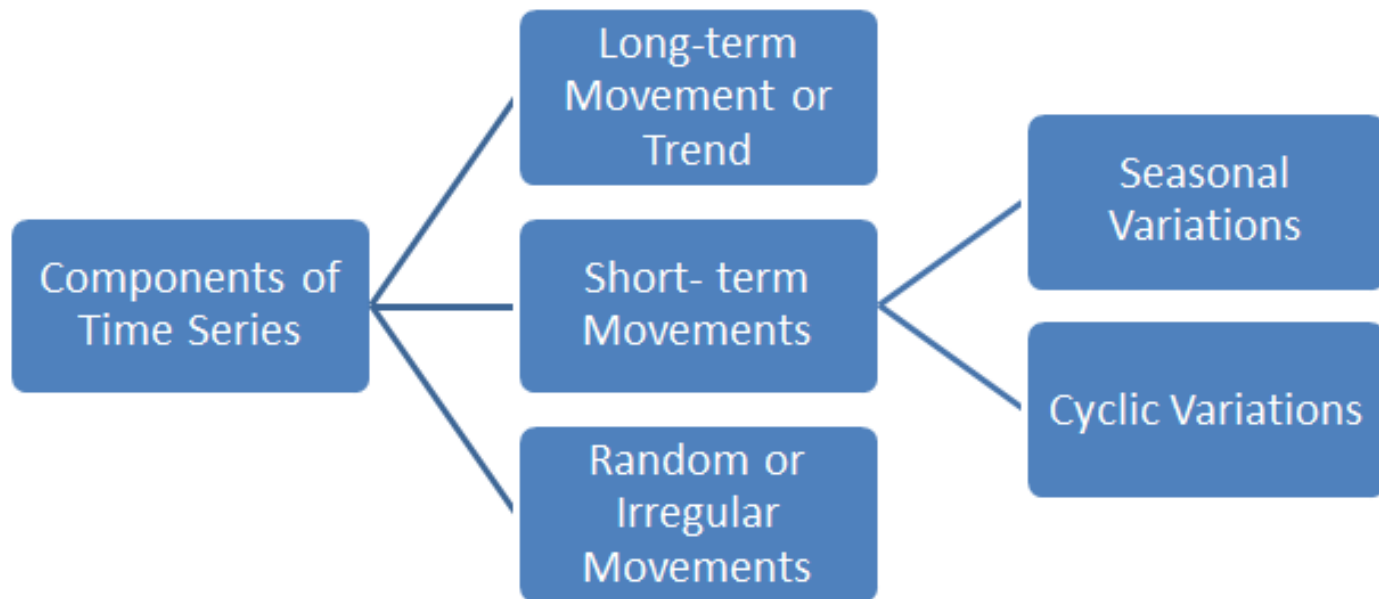 Components of
Time Series
Long-term
Movement or
Trend
Short- term
Movements
Random or
Irregular
Movements
Seasonal
Variations
Cyclic Variations